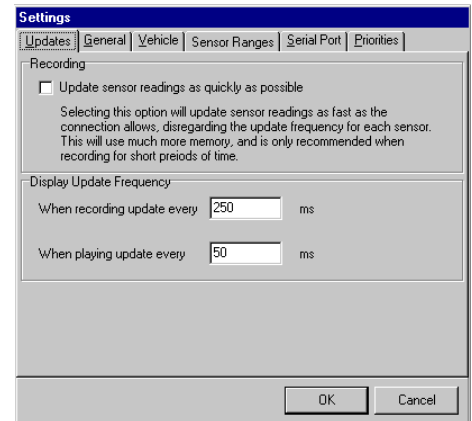 Settings
Updates General Vehicle Sensor Ranges Serial Port Priorities
Recording
Update sensor readings as quickly as possible
Selecting this option will update sensor readings as fast as the
connection allows, disregarding the update frequency for each sensor.
This will use much more memory, and is only recommended when
recording for short preiods of time.
Display Update Frequency
When recording update every 250 ms
When playing update every 50 ms
OK Cancel